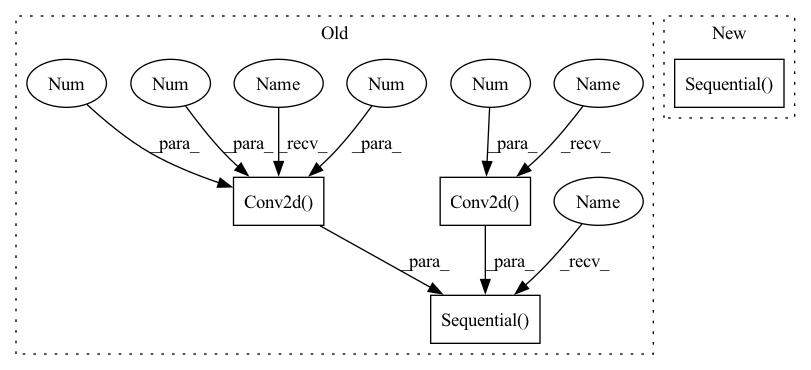 Old
New
Num
Num
Name
Num
Num
Name
Sequential()
_para_
_para_
_recv_
_para_
_para_
_recv_
Conv2d()
Conv2d()
Name
_para_
_para_
_recv_
Sequential()